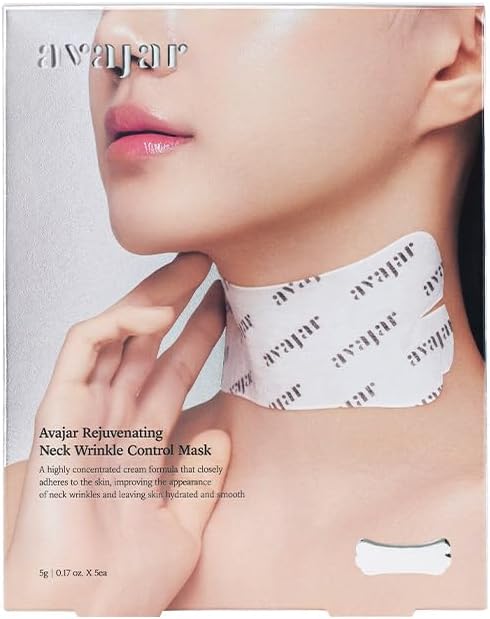 avajar
avajar
avajar
avajar
avajar
avajar
avajar
avajar
Avajar Rejuvenating
Neck Wrinkle Control Mask
A highly concentrated cream formula that closely
adheres to the skin, improving the appearance
of neck wrinkles and leaving skin hydrated and smooth
5g | 0.17 oz. X 5ea